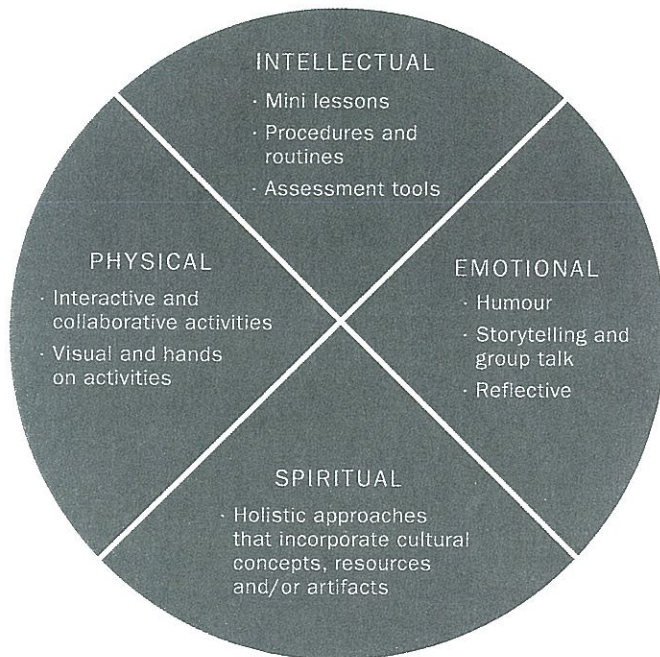 INTELLECTUAL
· Mini lessons
· Procedures and
routines
· Assessment tools
PHYSICAL
· Interactive and
collaborative activities
· Visual and hands
on activities
EMOTIONAL
· Humour
· Storytelling and
group talk
· Reflective
SPIRITUAL
· Holistic approaches
that incorporate cultural
concepts, resources
and/or artifacts